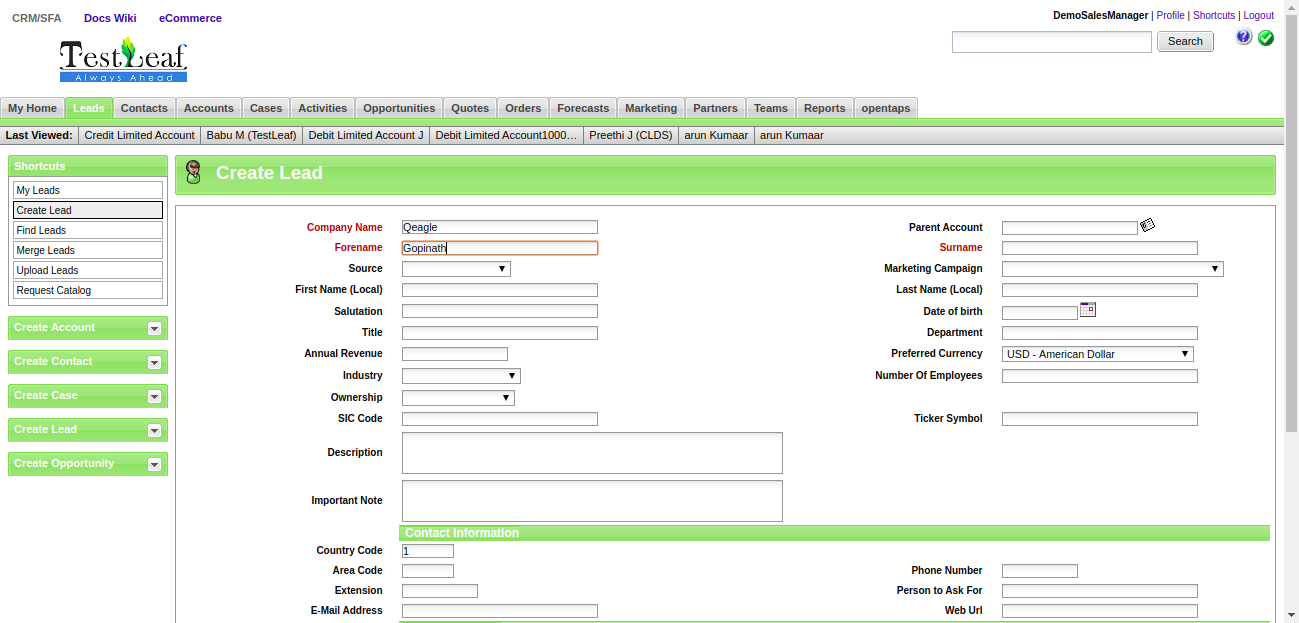 CRM/SFA Docs Wiki eCommerce
DemoSalesManager | Profile | Shortcuts | Logout
TestLeaf
Always Ahead
Search
?
My Home Leads Contacts Accounts Cases Activities Opportunities Quotes Orders Forecasts Marketing Partners Teams Reports opentaps
Last Viewed: Credit Limited Account Babu M (TestLeaf) Debit Limited Account J Debit Limited Account1000… Preethi J (CLDS) arun Kumaar arun Kumaar
Shortcuts
My Leads
Create Lead
Find Leads
Merge Leads
Upload Leads
Request Catalog
Create Account
Create Contact
Create Case
Create Lead
Create Opportunity
Create Lead
Company Name Qeagle Parent Account
Forename Gopinath Surname
Source Marketing Campaign
First Name (Local) Last Name (Local)
Salutation Date of birth
Title Department
Annual Revenue Preferred Currency USD - American Dollar
Industry Number Of Employees
Ownership
SIC Code Ticker Symbol
Description
Important Note
Contact Information
Country Code 1
Area Code Phone Number
Extension Person to Ask For
E-Mail Address Web Url